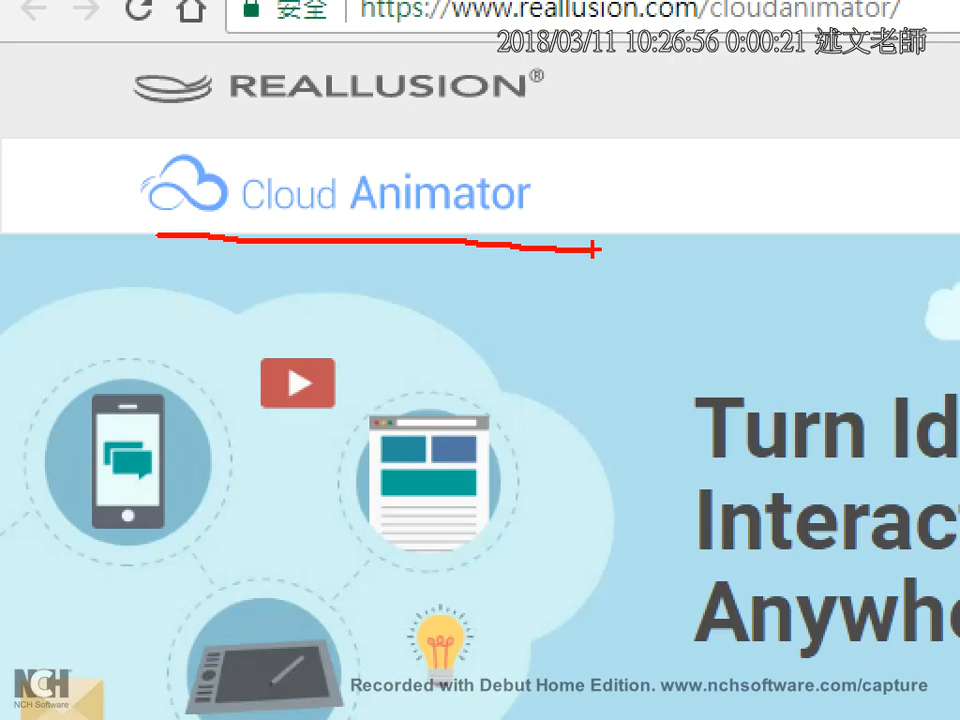 安全 https://www.reallusion.com/cloudanimator/
2018/03/11 10:26:56 0:00:21 述文老師
REALLUSION®
Cloud Animator
Turn Id
Interac
Anywhe
NCH
NCH Software
Recorded with Debut Home Edition. www.nchsoftware.com/capture